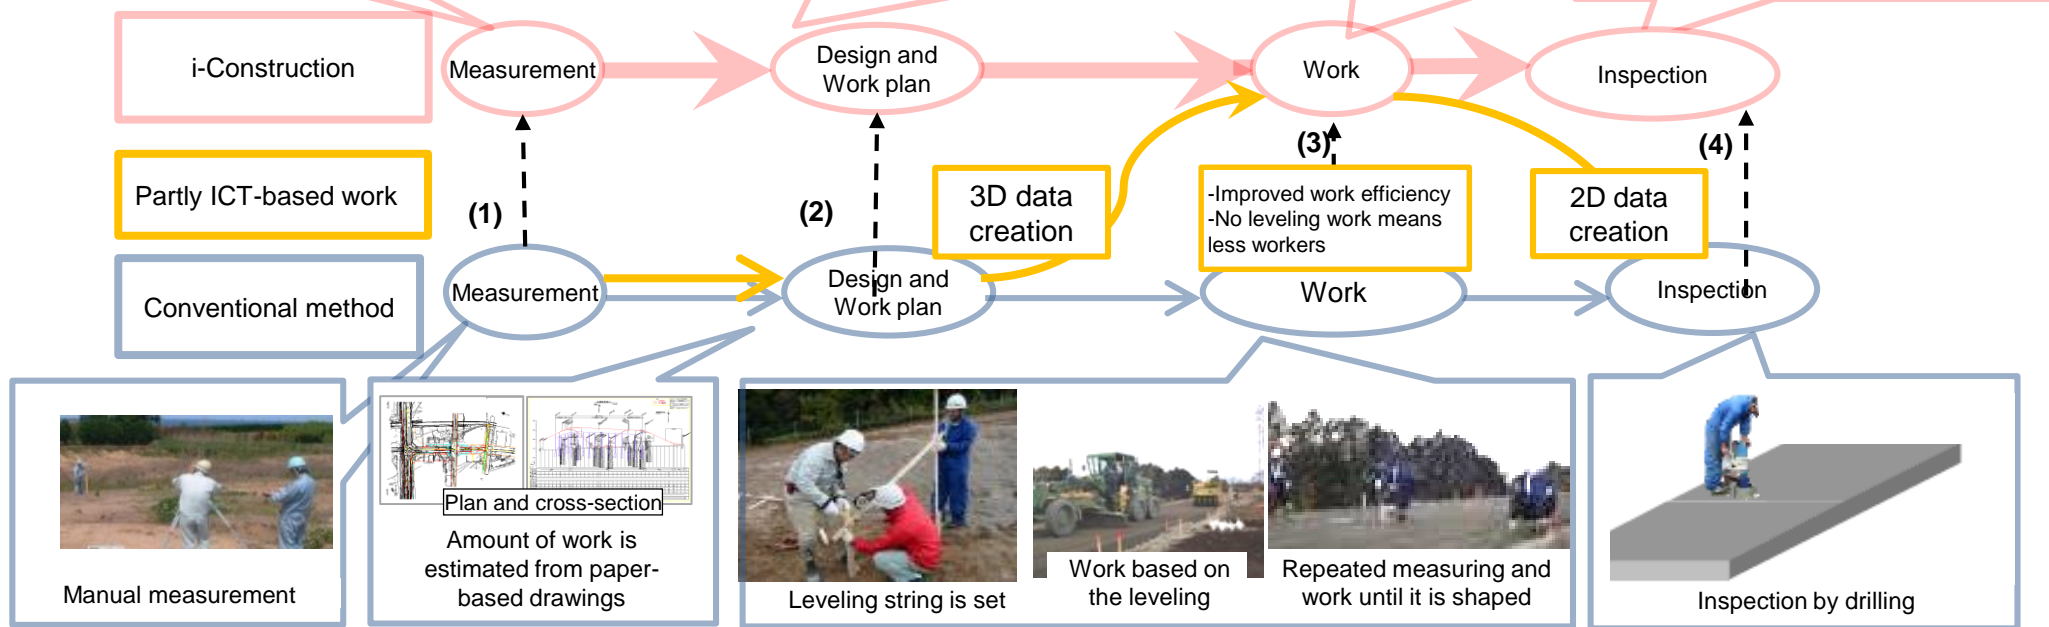 i-Construction
Measurement
Design and
Work plan
Work
Inspection
Partly ICT-based work
(1)
(2)
3D data
creation
(3)
-Improved work efficiency
-No leveling work means
less workers
2D data
creation
(4)
Conventional method
Measurement
Design and
Work plan
Work
Inspection
Manual measurement
Plan and cross-section
Amount of work is
estimated from paper-
based drawings
Leveling string is set
Work based on
the leveling
Repeated measuring and
work until it is shaped
Inspection by drilling